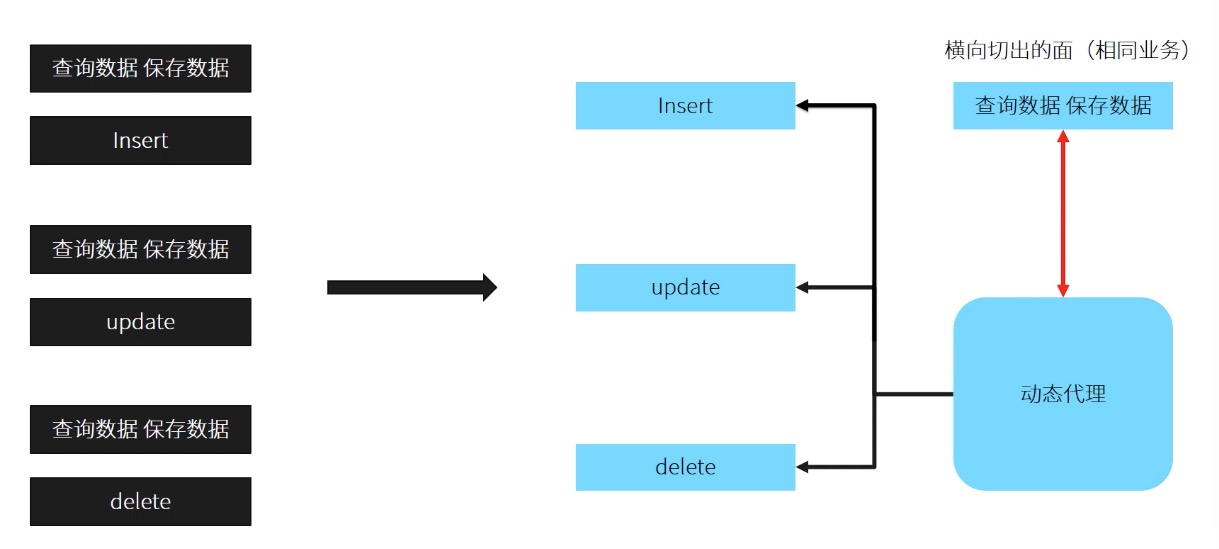 查询数据 保存数据
Insert
查询数据 保存数据
update
查询数据 保存数据
delete
Insert
update
delete
横向切出的面（相同业务）
查询数据 保存数据
动态代理